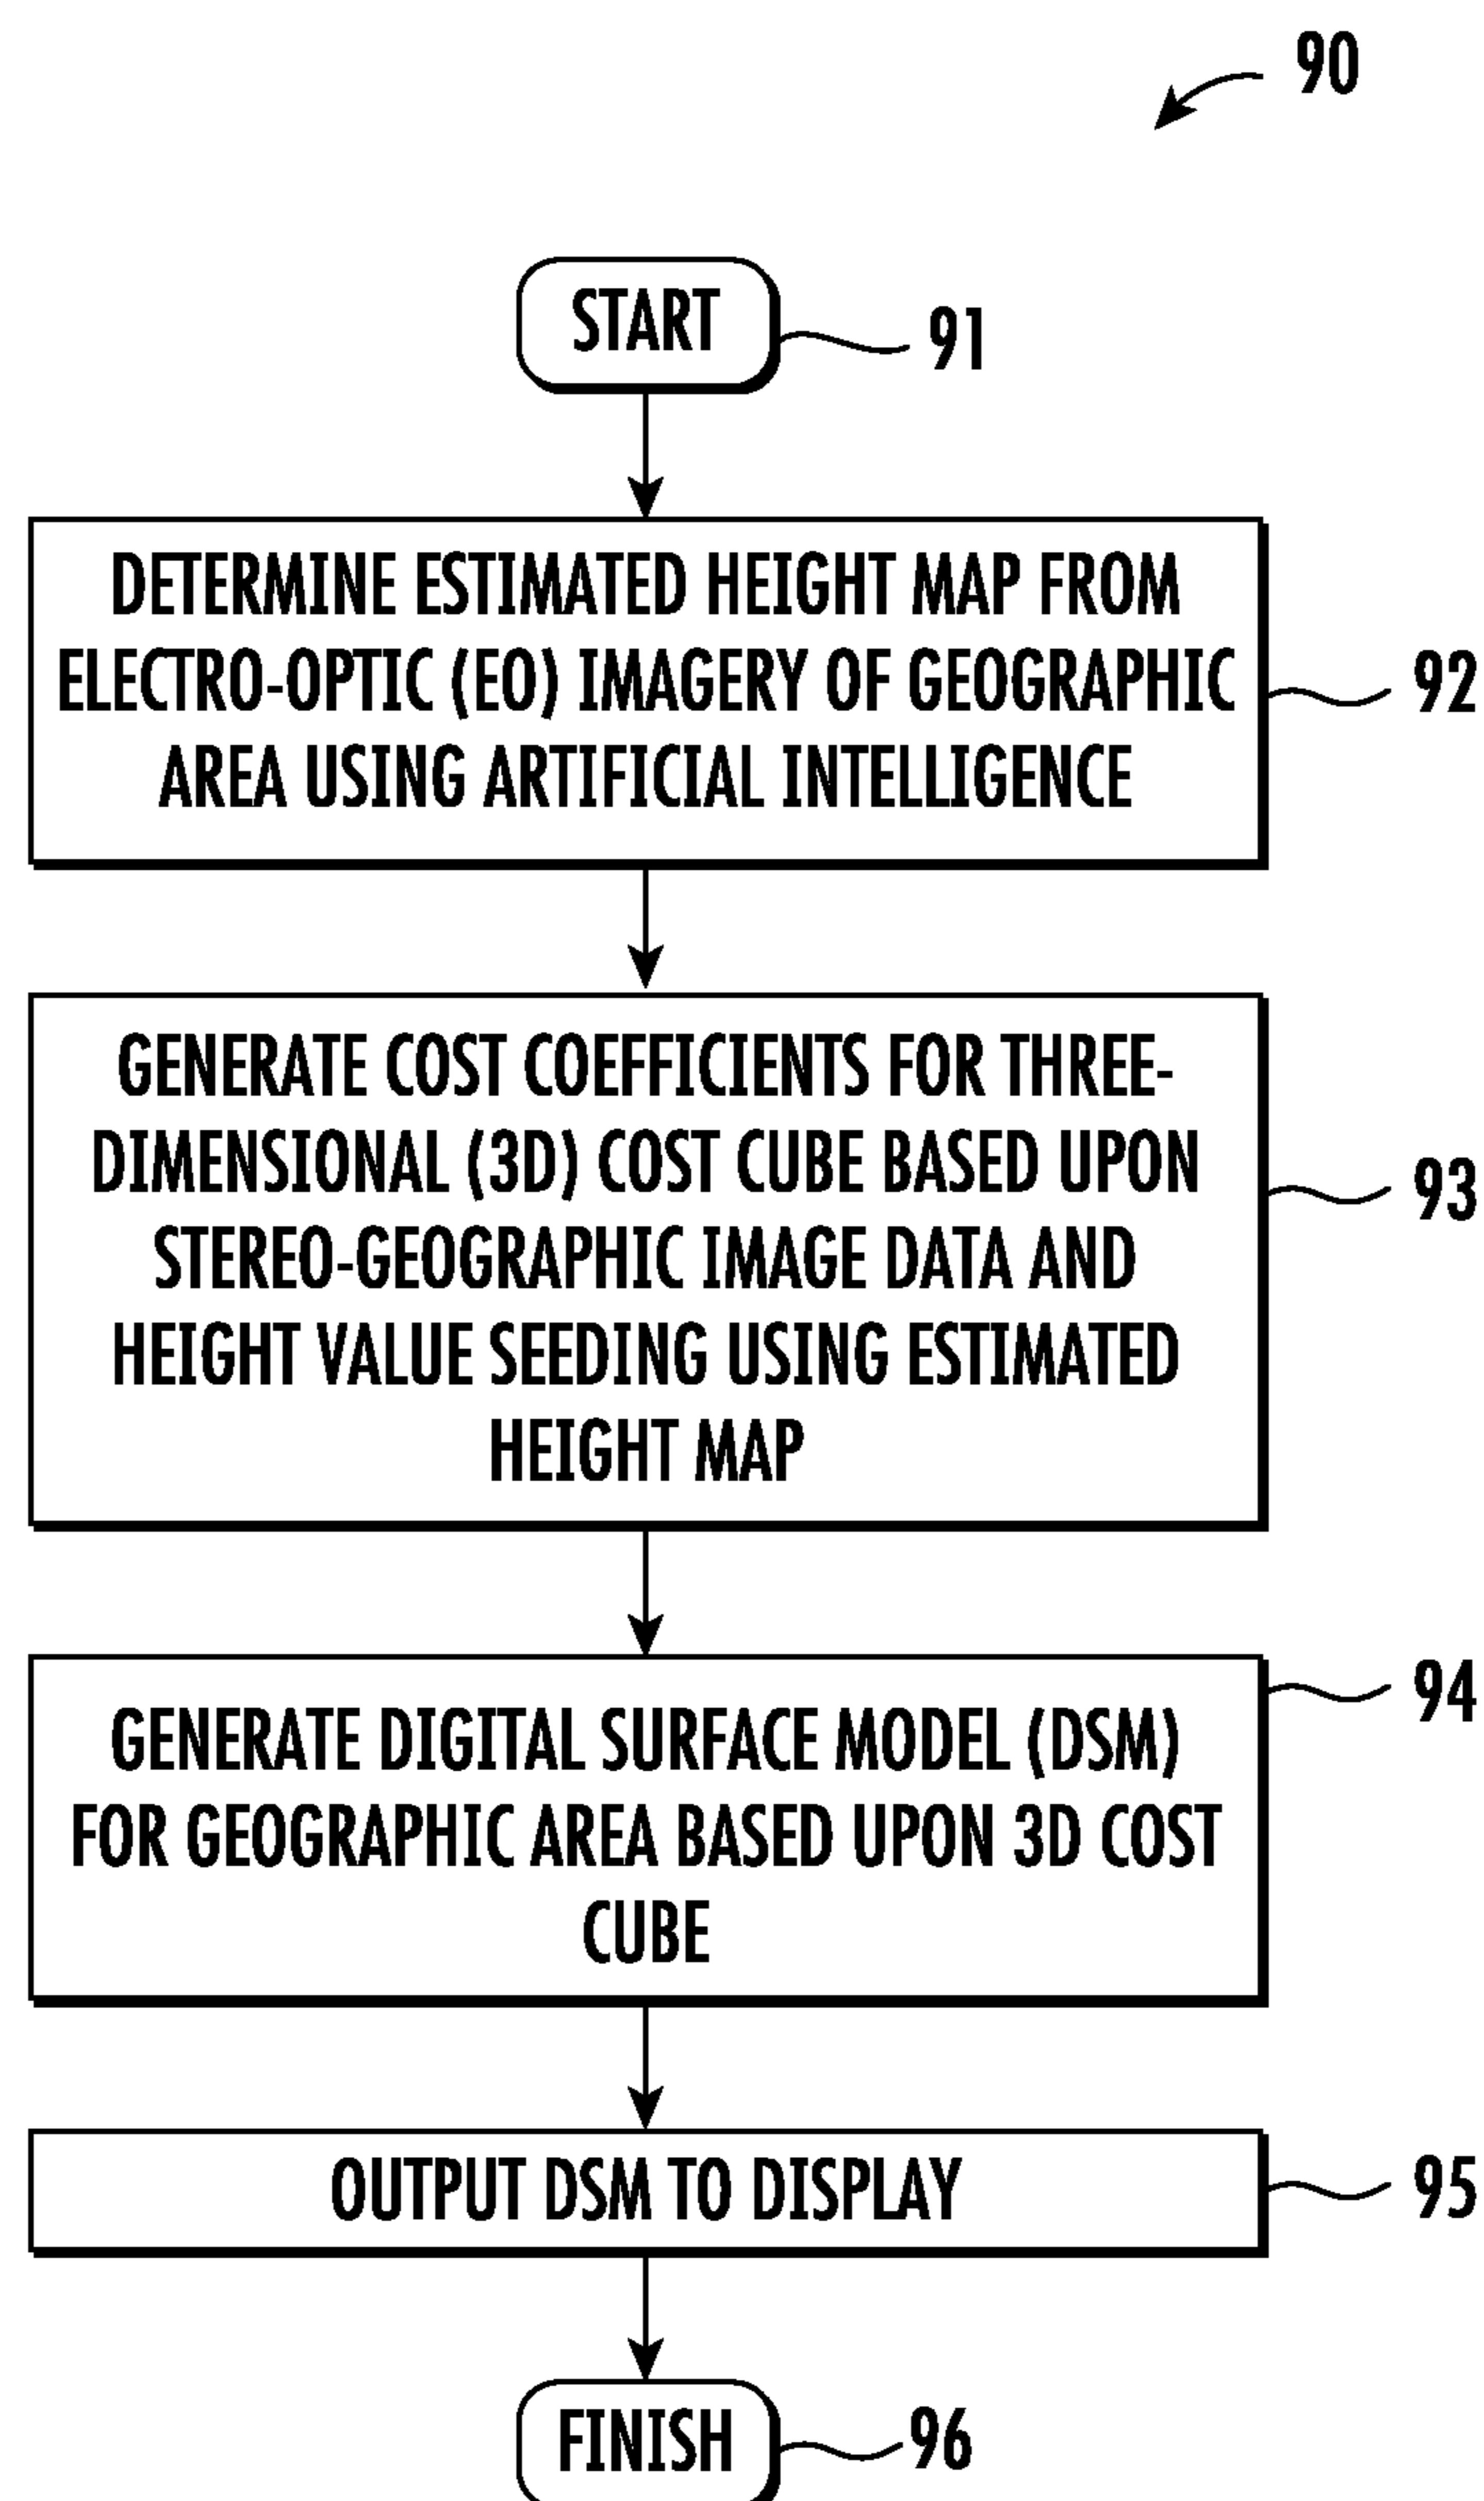 90
START
91
DETERMINE ESTIMATED HEIGHT MAP FROM
ELECTRO-OPTIC (EO) IMAGERY OF GEOGRAPHIC
AREA USING ARTIFICIAL INTELLIGENCE
92
GENERATE COST COEFFICIENTS FOR THREE-
DIMENSIONAL (3D) COST CUBE BASED UPON
STEREO-GEOGRAPHIC IMAGE DATA AND
HEIGHT VALUE SEEDING USING ESTIMATED
HEIGHT MAP
93
GENERATE DIGITAL SURFACE MODEL (DSM)
FOR GEOGRAPHIC AREA BASED UPON 3D COST
CUBE
94
OUTPUT DSM TO DISPLAY
95
FINISH
96